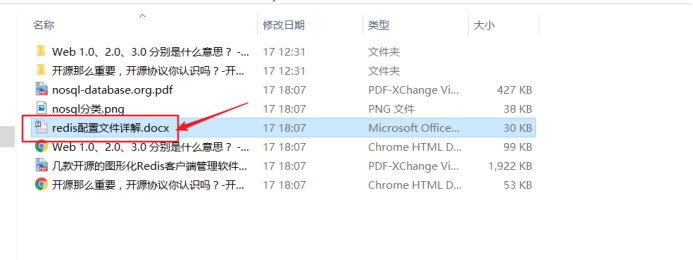 名称 修改日期 类型 大小
Web 1.0、2.0、3.0 分别是什么意思？ -... 17 12:31 文件夹
开源那么重要，开源协议你认识吗？-开... 17 12:31 文件夹
nosql-database.org.pdf 17 18:07 PDF-XChange Vi... 427 KB
nosql分类.png 17 18:07 PNG 文件 38 KB
redis配置文件详解.docx 17 18:07 Microsoft Office... 30 KB
Web 1.0、2.0、3.0 分别是什么意思？ -... 17 18:07 Chrome HTML D... 99 KB
几款开源的图形化Redis客户端管理软件... 17 18:07 PDF-XChange Vi... 1,922 KB
开源那么重要，开源协议你认识吗？-开... 17 18:07 Chrome HTML D... 53 KB